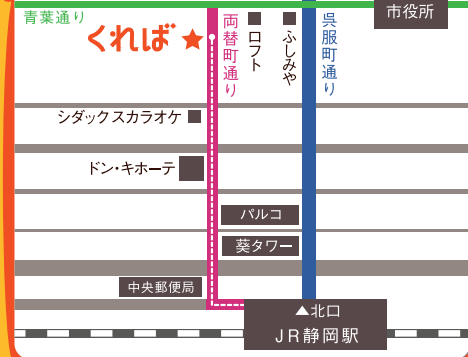 青葉通り
市役所
くれば
両替町通り
ロフト
ふしみや
呉服町通り
シダックスカラオケ
ドン・キホーテ
パルコ
葵タワー
中央郵便局
北口
JR静岡駅